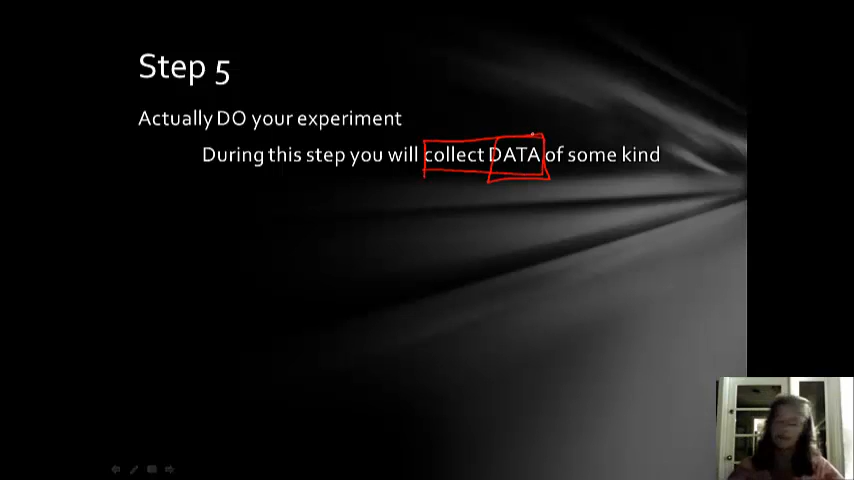 Step 5
Actually DO your experiment
During this step you will collect DATA of some kind